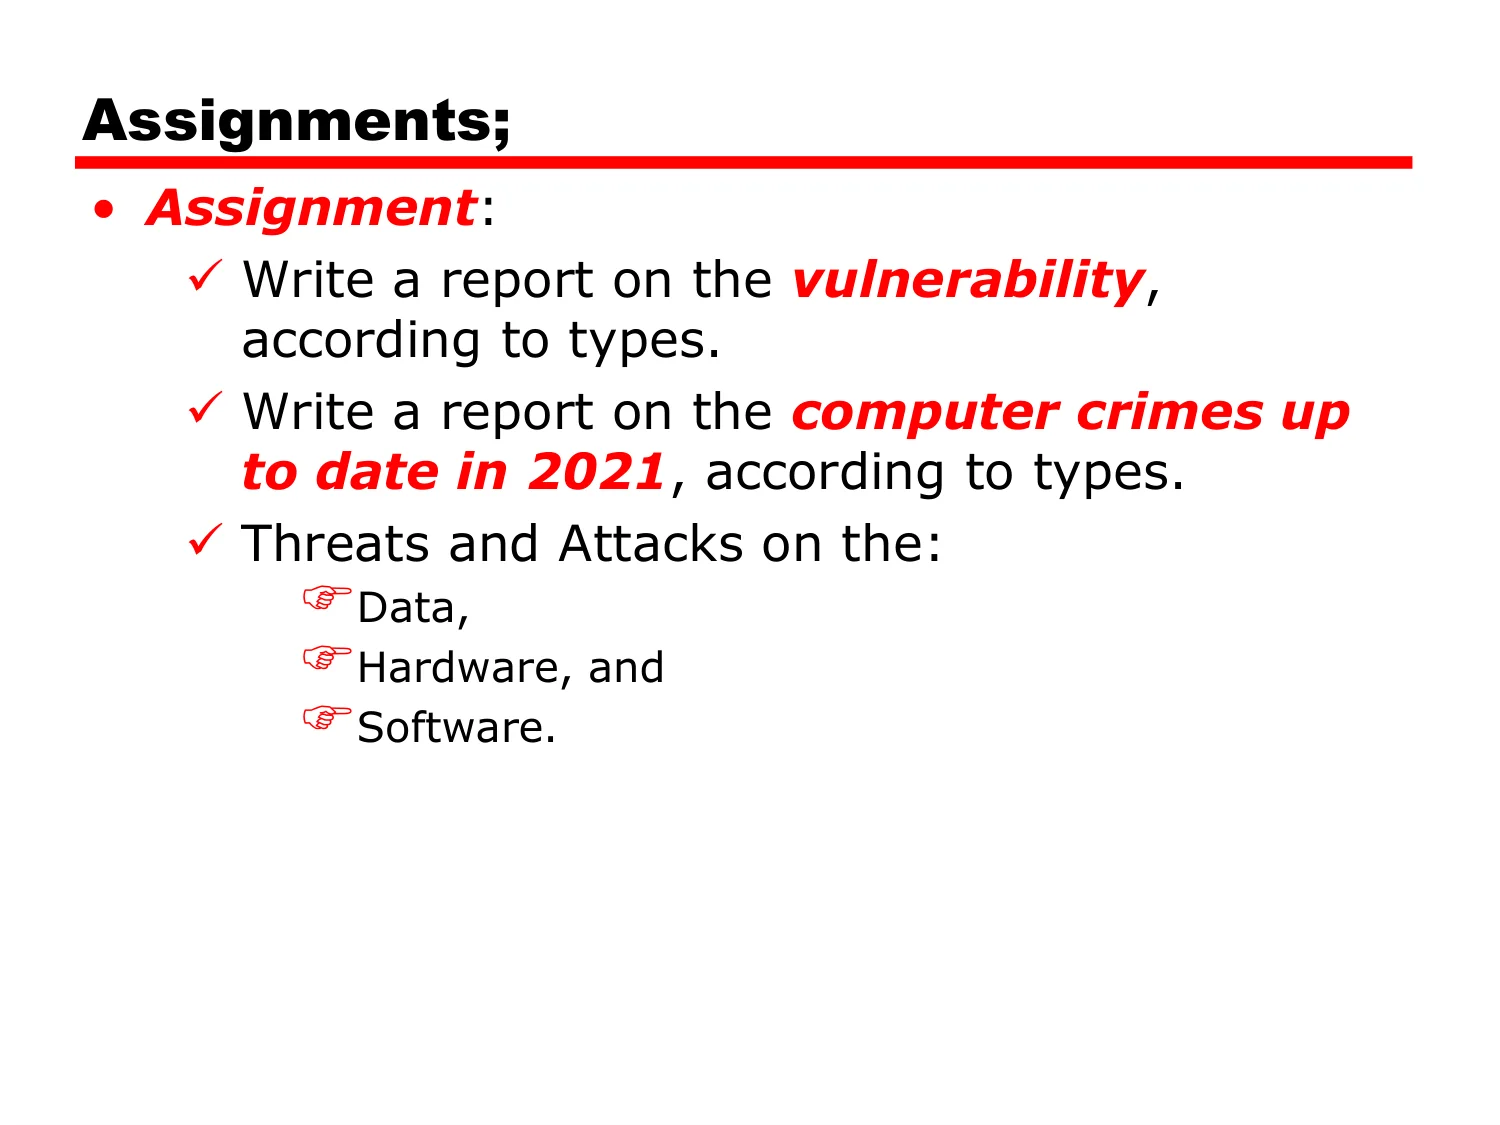 Assignments;
• Assignment:
✓ Write a report on the vulnerability,
according to types.
✓ Write a report on the computer crimes up
to date in 2021, according to types.
✓ Threats and Attacks on the:
☞Data,
☞Hardware, and
☞Software.